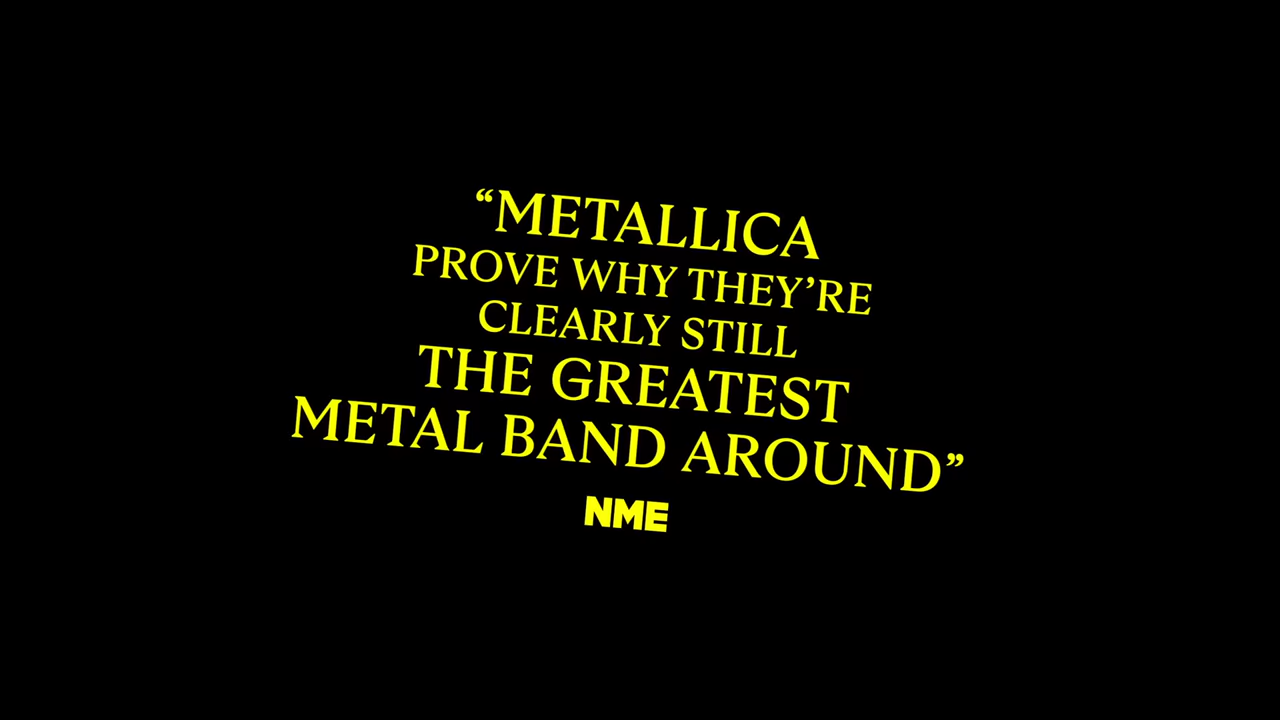 “METALLICA
PROVE WHY THEY’RE
CLEARLY STILL
THE GREATEST
METAL BAND AROUND”
NME